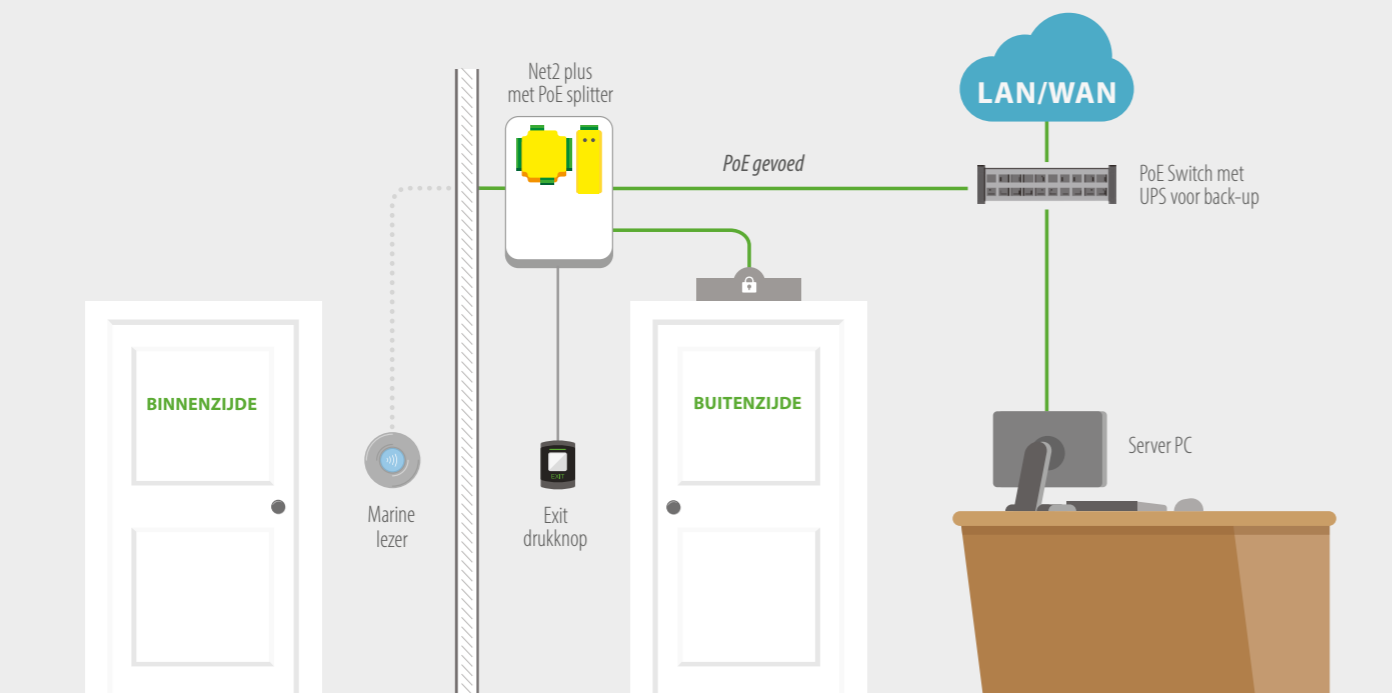 Net2 plus
met PoE splitter
LAN/WAN
PoE gevoed
PoE Switch met
UPS voor back-up
BINNENZIJDE
BUITENZIJDE
Server PC
EXIT
Marine
lezer
Exit
drukknop